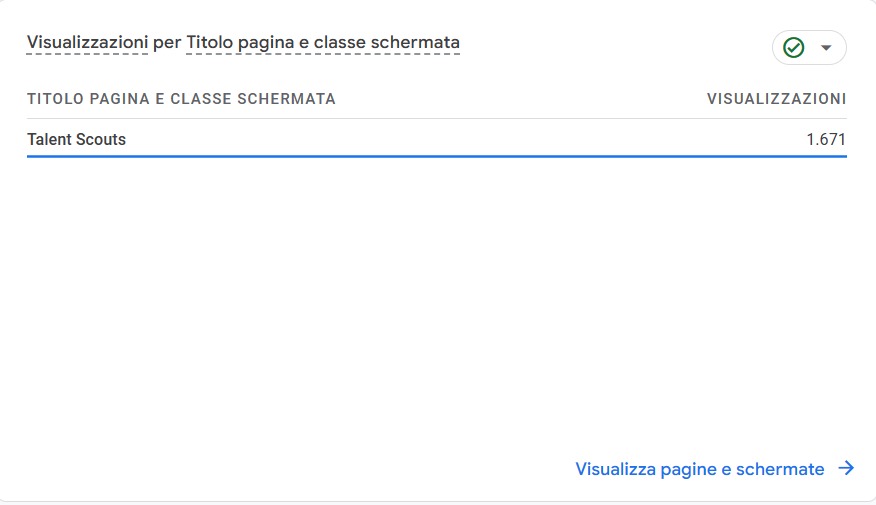 Visualizzazioni per Titolo pagina e classe schermata
TITOLO PAGINA E CLASSE SCHERMATA VISUALIZZAZIONI
Talent Scouts 1.671
Visualizza pagine e schermate